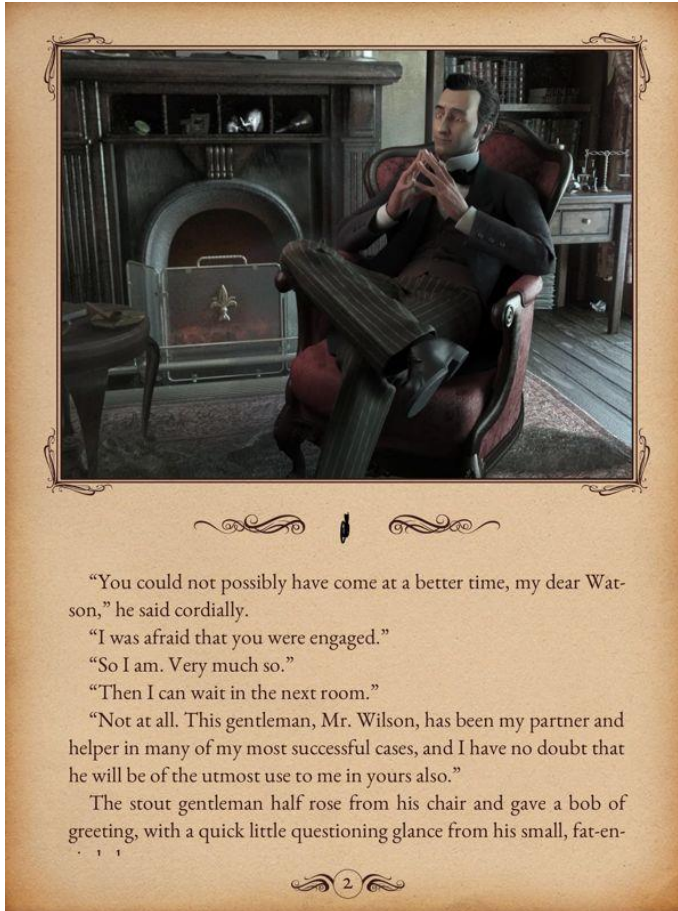 “You could not possibly have come at a better time, my dear Wat-
son,” he said cordially.
“I was afraid that you were engaged.”
“So I am. Very much so.”
“Then I can wait in the next room.”
“Not at all. This gentleman, Mr. Wilson, has been my partner and
helper in many of my most successful cases, and I have no doubt that
he will be of the utmost use to me in yours also.”
The stout gentleman half rose from his chair and gave a bob of
greeting, with a quick little questioning glance from his small, fat-en-
2